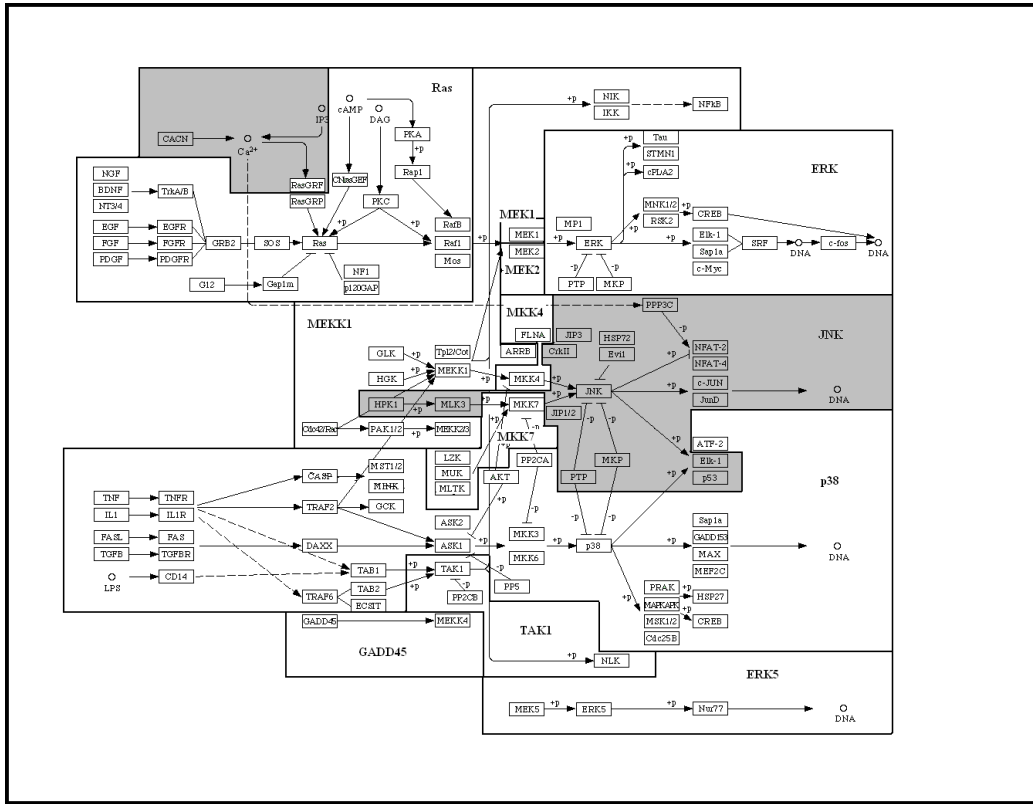 Ras
cAMP
DAG
IP3
CACN
Ca2+
PKA
+p
Rap1
RasGRF
RasGRP
CNrasGEF
PKC
NGF
BDNF
NT3/4
TrkA/B
EGF
EGFR
FGF
FGFR
PDGF
PDGFR
GRB2
SOS
Ras
+p
+p
RafB
Raf1
Mos
+p
G12
Gap1m
NF1
p120GAP
+p
NIK
IKK
NFkB
ERK
MEK1
MEK1
MEK2
MEK2
+p
MP1
ERK
-p
-p
PTP
MKP
+p
Tau
STMN1
cPLA2
+p
MNK1/2
RSK2
+p
CREB
+p
Elk-1
Sap1a
c-Myc
SRF
DNA
c-fos
DNA
MEKK1
MKK4
FLNA
ARRB
JIP3
CrkII
HSP72
Evi1
PPP3C
-p
JNK
NFAT-2
NFAT-4
+p
GLK
HGK
HPK1
+p
+p
+p
Tpl2/Cot
MEKK1
MLK3
+p
+p
MKK4
MKK7
+p
+p
JNK
JIP1/2
+p
c-JUN
JunD
DNA
Cdc42/Rac
PAK1/2
+p
MEKK2/3
MKK7
-p
+p
PP2CA
LZK
MUK
MLTK
AKT
PTP
MKP
ATF-2
Elk-1
p53
+p
p38
CASP
MST1/2
MINK
GCK
TNF
TNFR
IL1
IL1R
TRAF2
FASL
FAS
TGFB
TGFBR
DAXX
LPS
CD14
ASK2
ASK1
+p
+p
MKK3
MKK6
-p
+p
-p
-p
p38
+p
Sap1a
GADD153
MAX
MEF2C
DNA
TAB1
+p
TAB2
+p
TRAF6
ECSIT
TAK1
-p
PP2CB
-p
PP5
+p
PRAK
MAPKAPK
MSK1/2
Cdc25B
+p
+p
HSP27
CREB
GADD45
MEKK4
GADD45
TAK1
+p
NLK
ERK5
MEK5
+p
ERK5
+p
Nur77
DNA